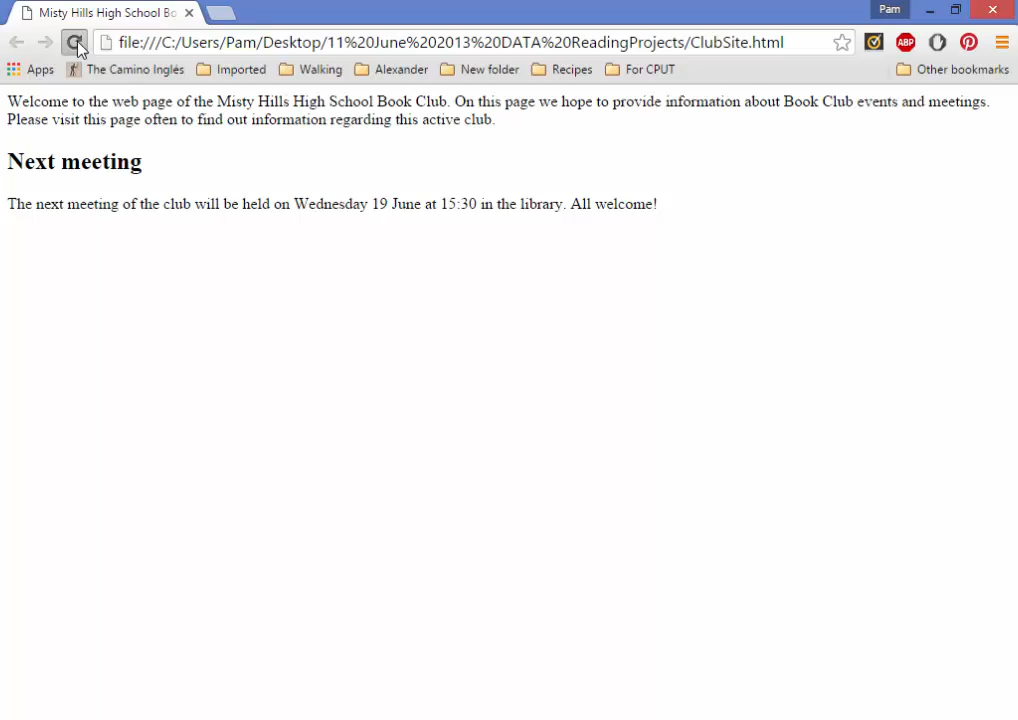 Misty Hills High School Bo
Pam
file:///C:/Users/Pam/Desktop/11%20June%202013%20DATA%20ReadingProjects/ClubSite.html
ABP
Apps The Camino Inglés Imported Walking Alexander New folder Recipes For CPUT Other bookmarks
Welcome to the web page of the Misty Hills High School Book Club. On this page we hope to provide information about Book Club events and meetings.
Please visit this page often to find out information regarding this active club.
Next meeting
The next meeting of the club will be held on Wednesday 19 June at 15:30 in the library. All welcome!